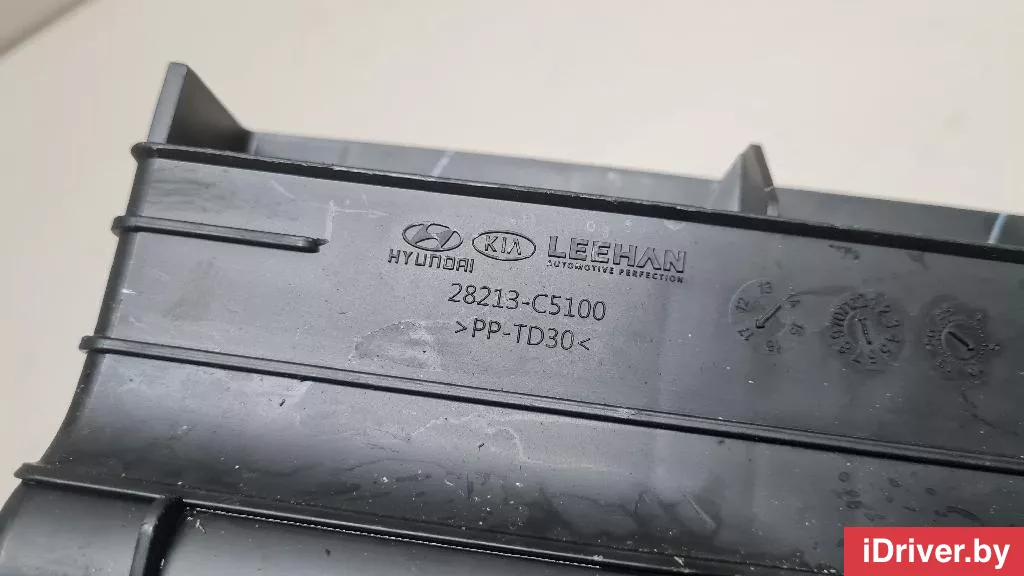 HYUNDAI
KIA
LEEHAN
AUTOMOTIVE PERFECTION
28213-C5100
>PP-TD30<
iDriver.by